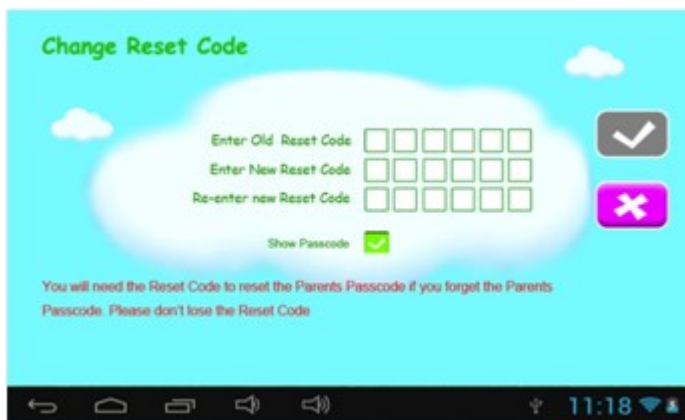 Change Reset Code
Enter Old Reset Code
Enter New Reset Code
Re-enter new Reset Code
Show Passcode
You will need the Reset Code to reset the Parents Passcode if you forget the Parents
Passcode. Please don't lose the Reset Code
11:18